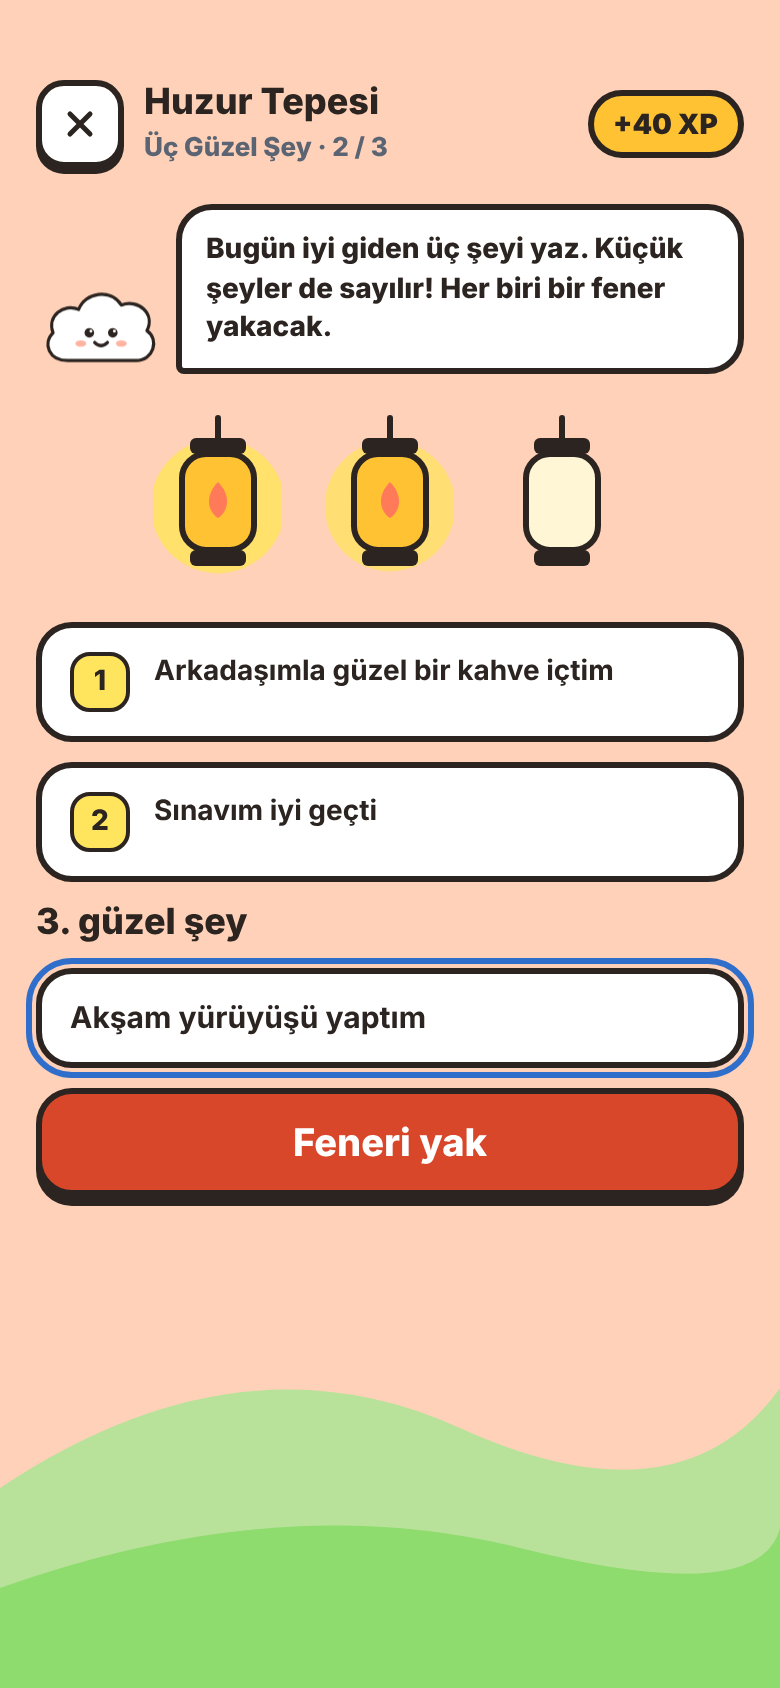 Huzur Tepesi
Üç Güzel Şey · 2 / 3
+40 XP
Bugün iyi giden üç şeyi yaz. Küçük
şeyler de sayılır! Her biri bir fener
yakacak.
1
Arkadaşımla güzel bir kahve içtim
2
Sınavım iyi geçti
3. güzel şey
Akşam yürüyüşü yaptım
Feneri yak